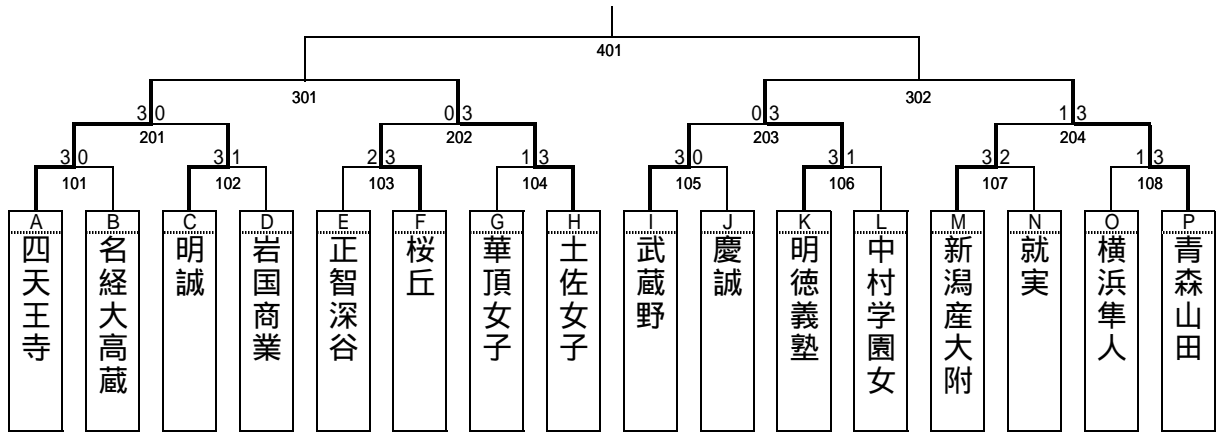 401
301
302
3 0
0 3
0 3
1 3
201
202
203
204
3 0
3 1
2 3
1 3
3 0
3 1
3 2
1 3
101
102
103
104
105
106
107
108
A
B
C
D
E
F
G
H
I
J
K
L
M
N
O
P
四天王寺
名経大高蔵
明誠
岩国商業
正智深谷
桜丘
華頂女子
土佐女子
武蔵野
慶誠
明徳義塾
中村学園女
新潟産大附
就実
横浜隼人
青森山田